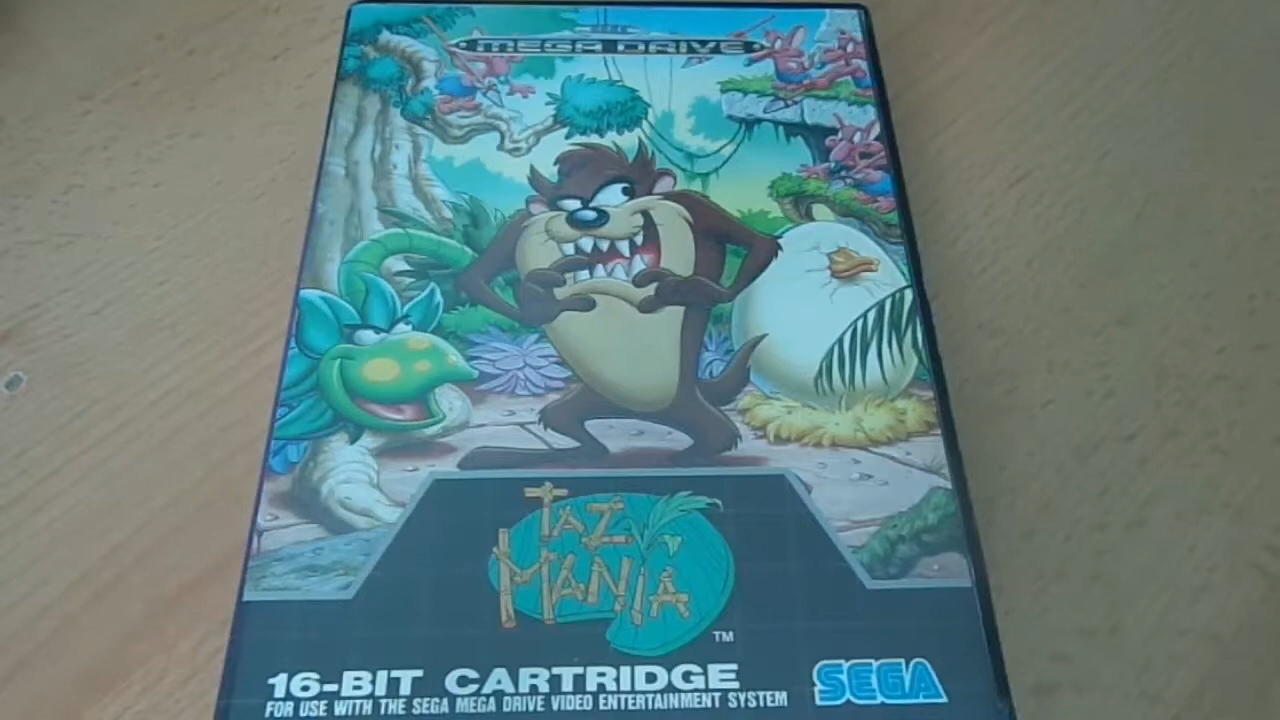 MEGA DRIVE
TAZ
MANIA
TM
16-BIT CARTRIDGE
FOR USE WITH THE SEGA MEGA DRIVE VIDEO ENTERTAINMENT SYSTEM
SEGA